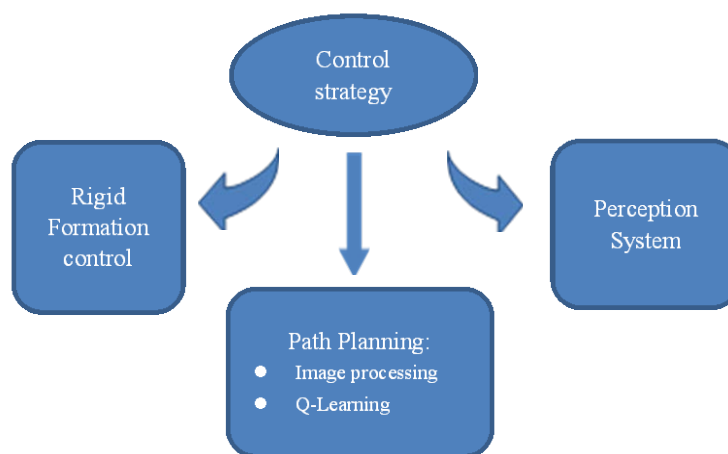 Control
strategy
Rigid
Formation
control
Perception
System
Path Planning:
● Image processing
● Q-Learning